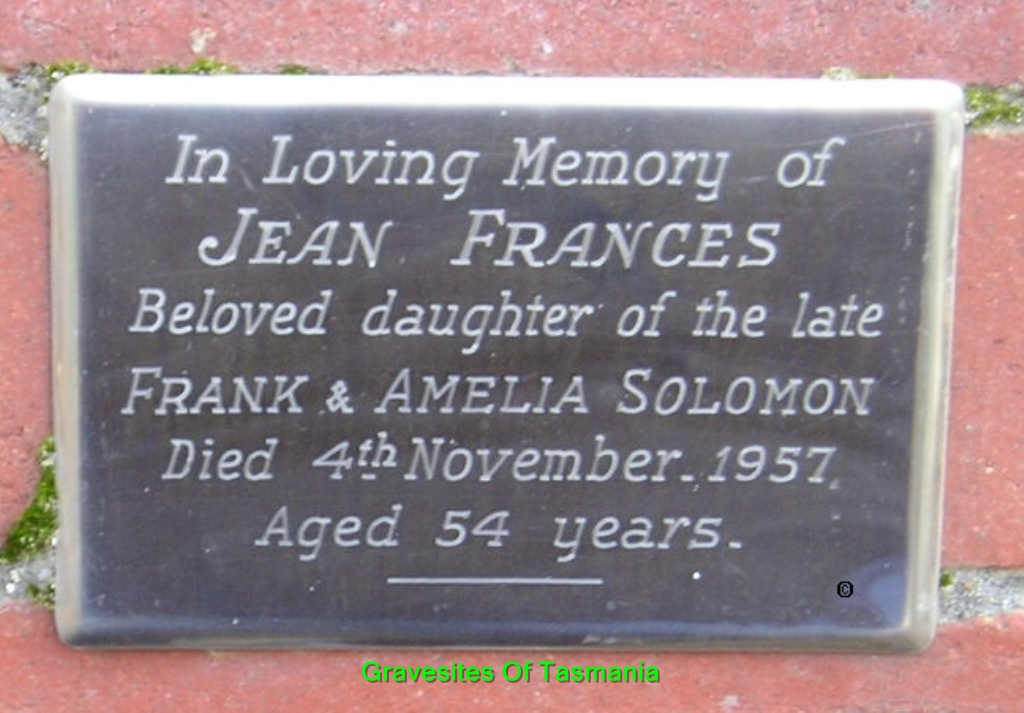 In Loving Memory of
JEAN FRANCES
Beloved daughter of the late
FRANK & AMELIA SOLOMON
Died 4th November. 1957.
Aged 54 years.
©
Gravesites Of Tasmania